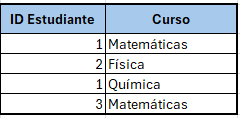 ID Estudiante Curso
1 Matemáticas
2 Física
1 Química
3 Matemáticas